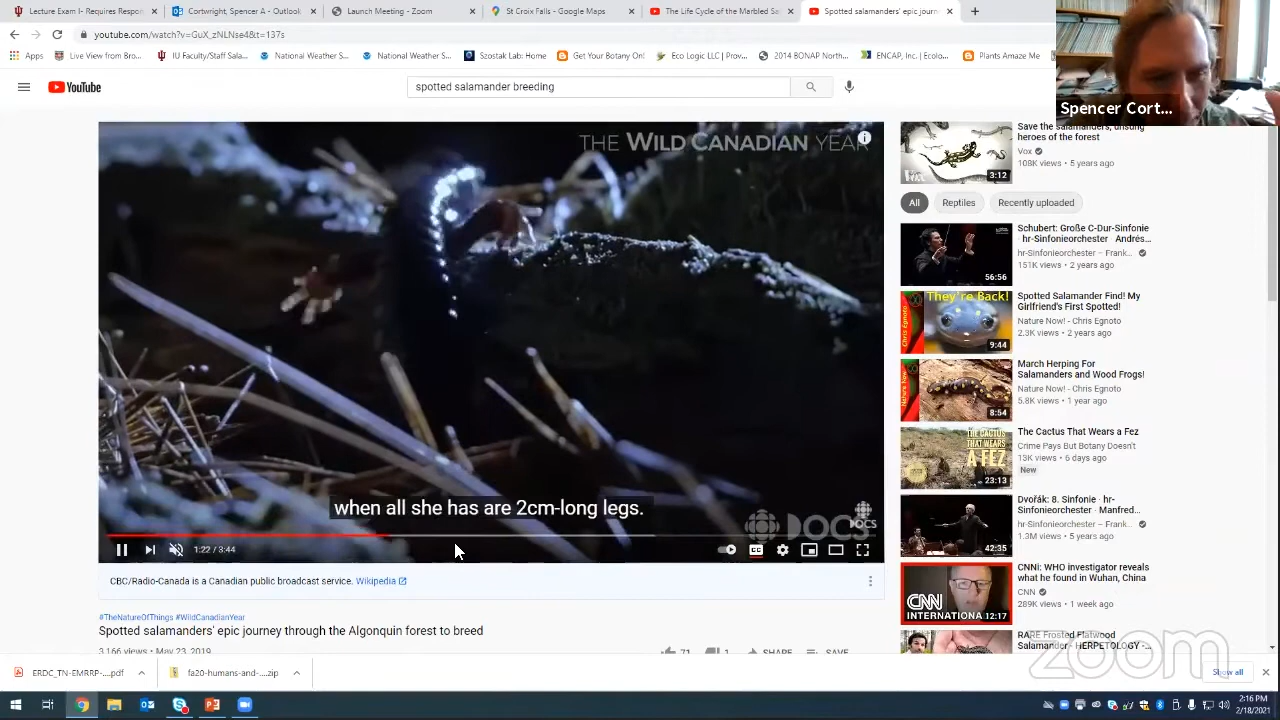 Lecture Exam I- Requires Respon
Cortwright, Spencer A - Outlook
Launch Meeting - Zoom
St Croix Falls - Google Maps
The Life Cycle of the Marbled Sa
Spotted salamanders' epic journ
youtube.com/watch?v=GuX_zNLNse4&t=137?
Apps
Live View from Bro...
IU Faculty/Staff Sala...
National Weather S...
National Weather S...
Szostak Lab: Home
Get Your Botany On!
Eco Logic LLC | Prov...
2014 BONAP North...
ENCAP, Inc. | Ecolo...
Plants Amaze Me
Spencer Cort...
YouTube
spotted salamander breeding
THE WILD CANADIAN YEAR
when all she has are 2cm-long legs.
DOCS
DOCS
1:22 / 3:44
CBC/Radio-Canada is a Canadian public broadcast service. Wikipedia
#TheNatureOfThings #WildCanadianYear
Spotted salamanders' epic journey through the Algonquin forest to breed
3,166 views • May 23, 2019
71
1
SHARE
SAVE
Save the salamanders, unsung
heroes of the forest
Vox
108K views • 5 years ago
3:12
All
Reptiles
Recently uploaded
Schubert: Große C-Dur-Sinfonie
· hr-Sinfonieorchester · Andrés...
hr-Sinfonieorchester – Frank...
151K views • 2 years ago
56:56
They're Back!
Chris Egnoto
Spotted Salamander Find! My
Girlfriend's First Spotted!
Nature Now! - Chris Egnoto
2.3K views • 2 years ago
9:44
March Herping For
Salamanders and Wood Frogs!
Nature Now! - Chris Egnoto
5.8K views • 1 year ago
8:54
THE CACTUS
THAT WEARS
A FEZ
The Cactus That Wears a Fez
Crime Pays But Botany Doesn't
13K views • 6 days ago
New
23:13
Dvořák: 8. Sinfonie · hr-
Sinfonieorchester · Manfred...
hr-Sinfonieorchester – Frank...
1.3M views • 5 years ago
42:35
CNNi: WHO investigator reveals
what he found in Wuhan, China
CNN
289K views • 1 week ago
CNN
INTERNATIONA
12:17
RARE Frosted Flatwood
Salamander - HERPETOLOGY -...
zoom
ERDC_TN-EMRRP-....pdf
fa20-humans-and-....zip
Show all
2:16 PM
2/18/2021